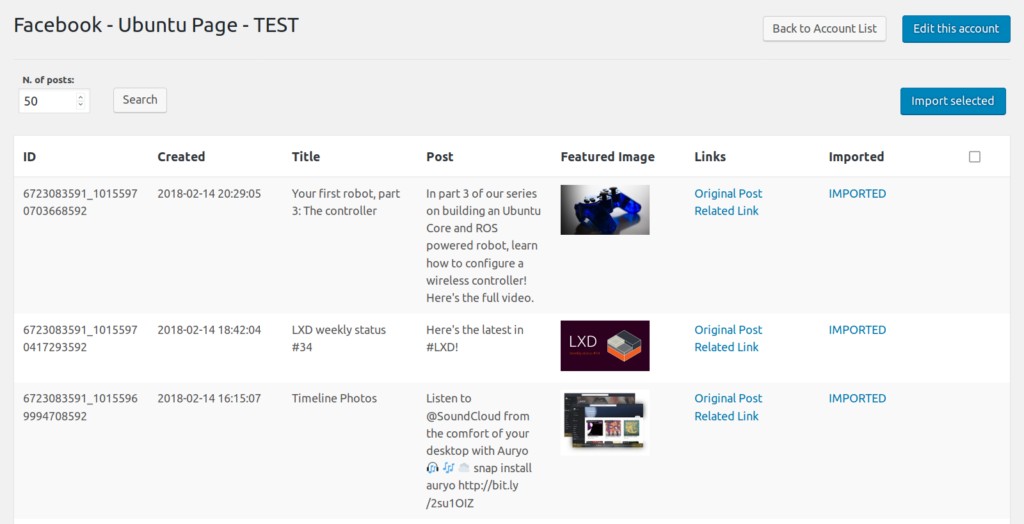 Facebook - Ubuntu Page - TEST
Back to Account List
Edit this account
N. of posts:
50
Search
Import selected
ID Created Title Post Featured Image Links Imported
6723083591_1015597
0703668592
2018-02-14 20:29:05
Your first robot, part
3: The controller
In part 3 of our series
on building an Ubuntu
Core and ROS
powered robot, learn
how to configure a
wireless controller!
Here's the full video.
Original Post
Related Link
IMPORTED
6723083591_1015597
0417293592
2018-02-14 18:42:04
LXD weekly status
#34
Here's the latest in
#LXD!
LXD
Original Post
Related Link
IMPORTED
6723083591_1015596
9994708592
2018-02-14 16:15:07
Timeline Photos
Listen to
@SoundCloud from
the comfort of your
desktop with Auryo
🎧 🎶 ☁️ snap install
auryo http://bit.ly
/2su1OIZ
Original Post
Related Link
IMPORTED